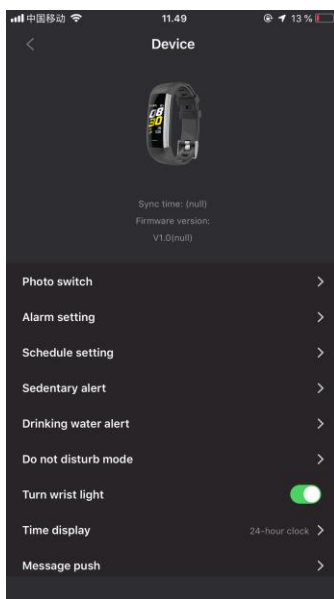 中国移动 11.49 13 %
Device
08
30
Sync time: (null)
Firmware version:
V1.0(null)
Photo switch
Alarm setting
Schedule setting
Sedentary alert
Drinking water alert
Do not disturb mode
Turn wrist light
Time display 24-hour clock
Message push